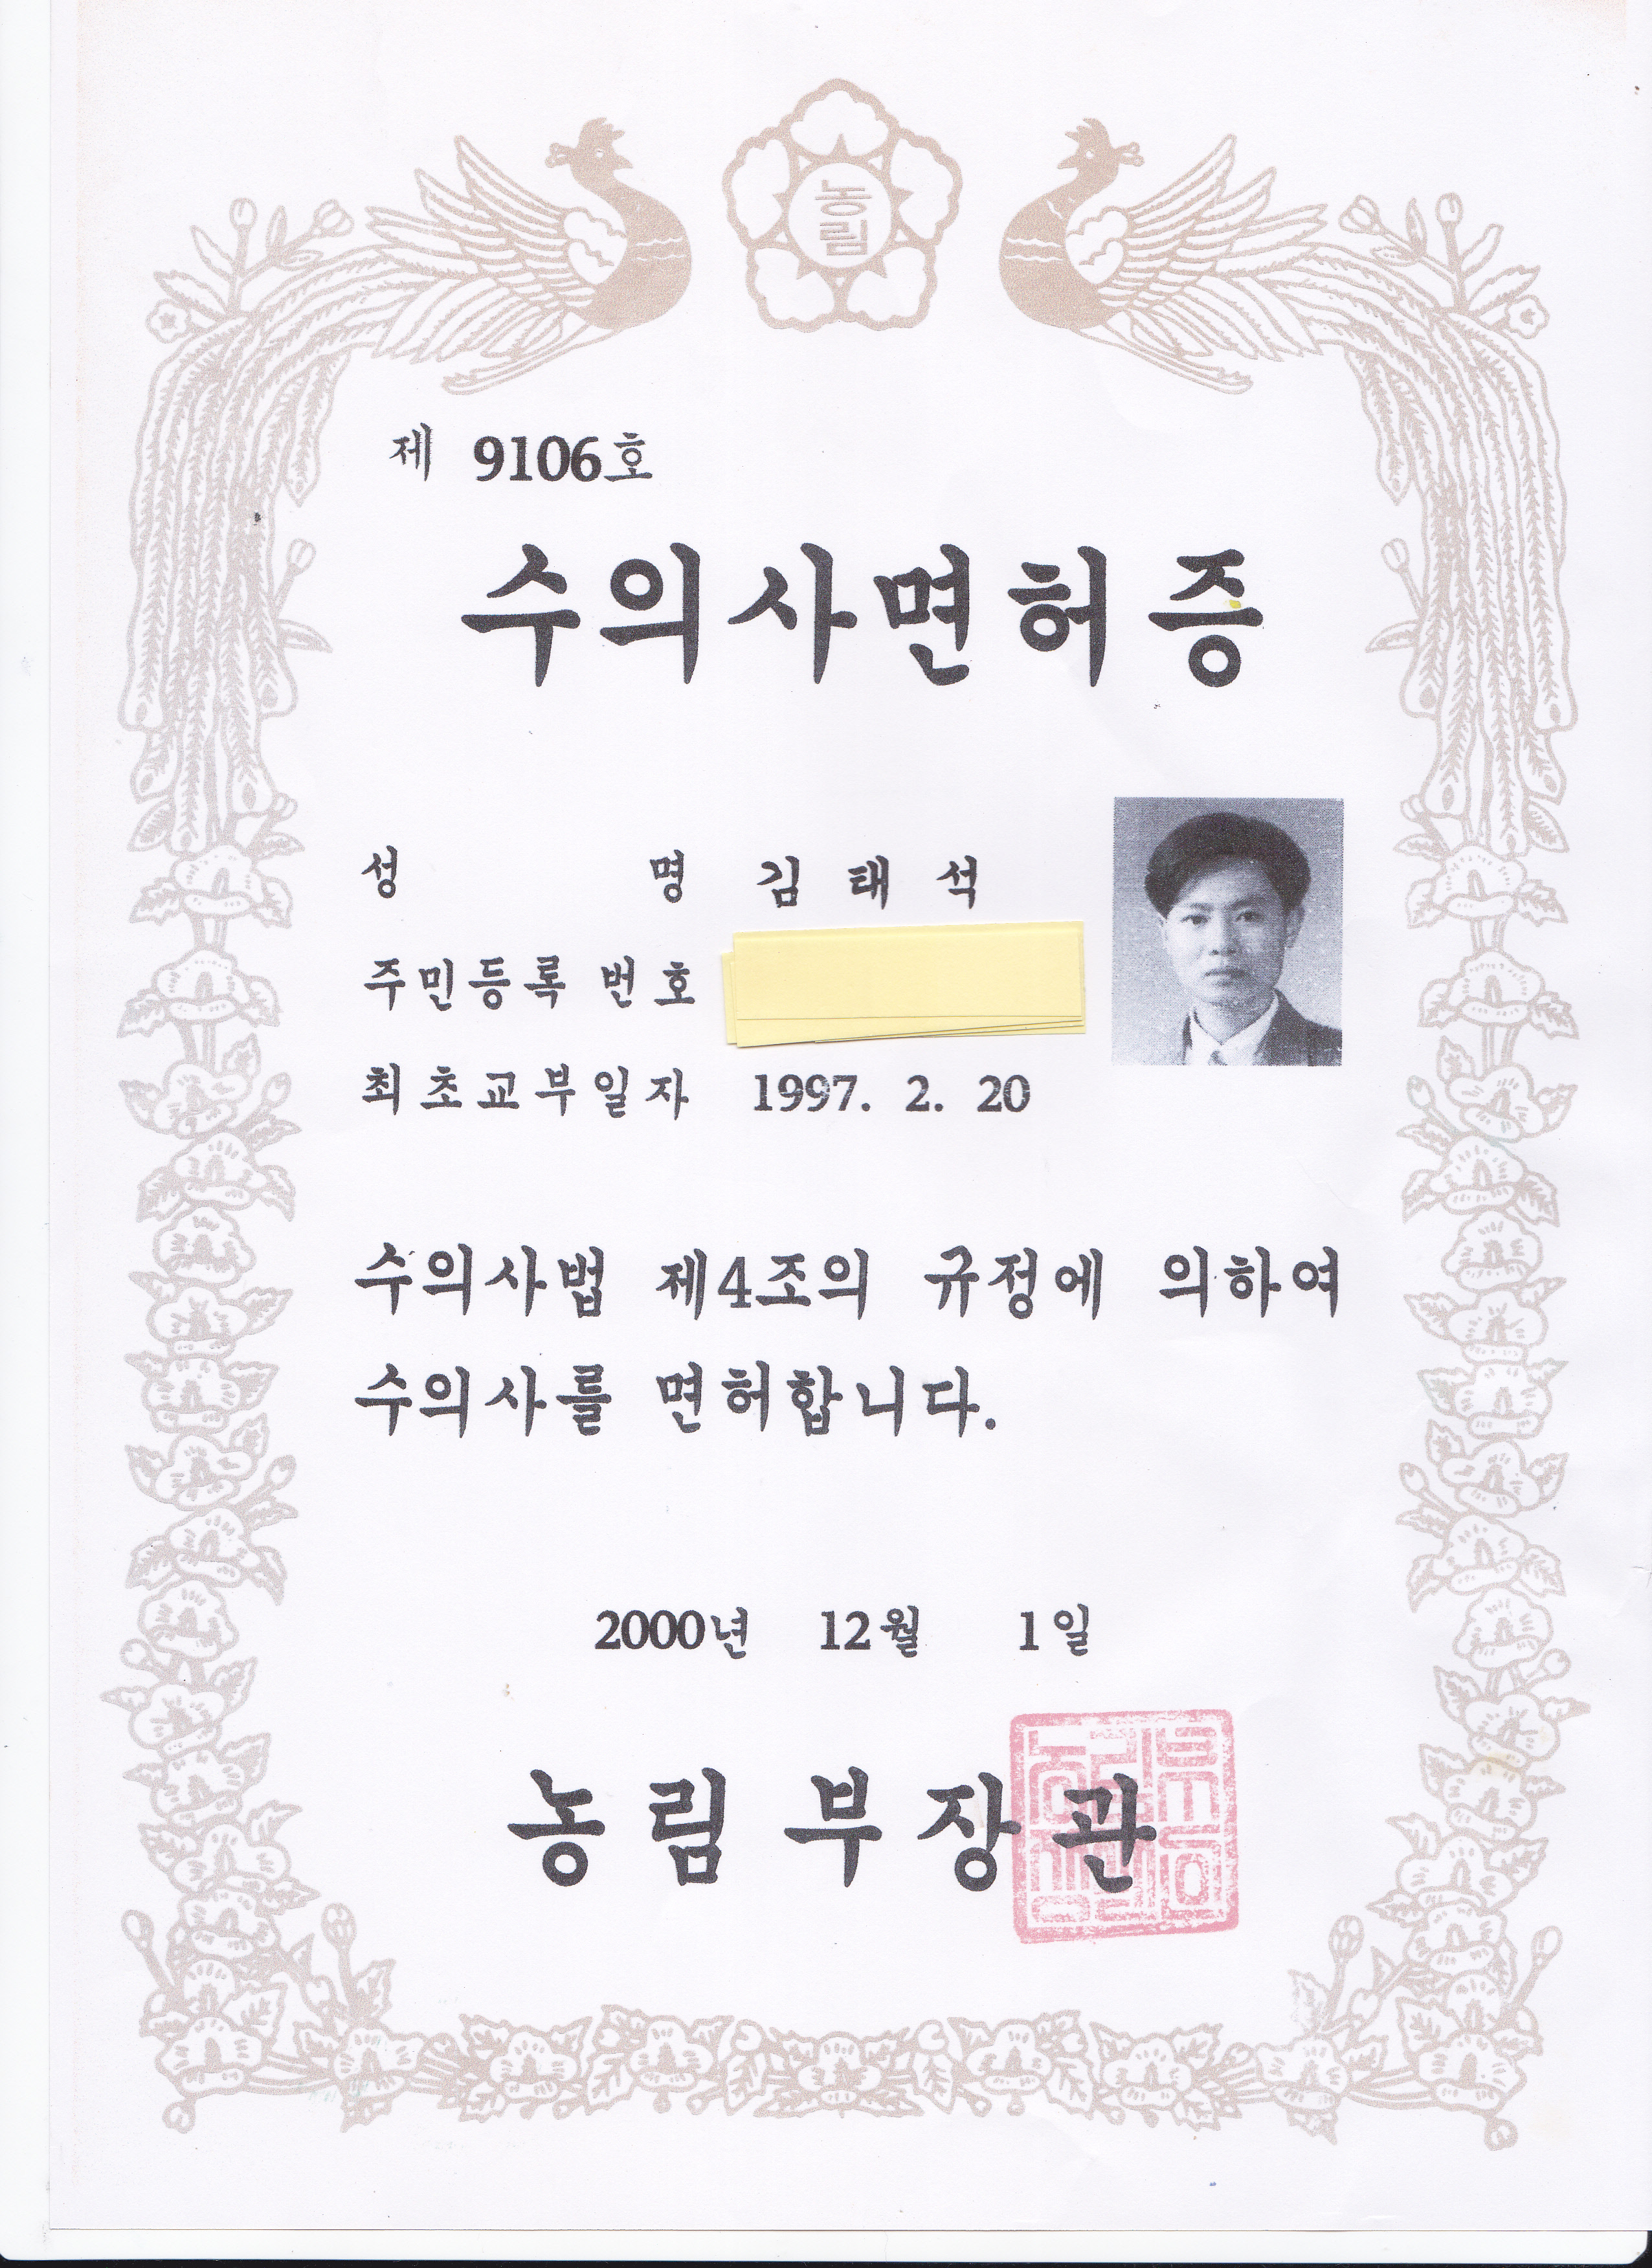 농림
제 9106호
수의사면허증
성 명 김 태 석
주민등록 번호
최초교부일자 1997. 2. 20
수의사법 제4조의 규정에 의하여
수의사를 면허합니다.
2000년 12월 1일
농림부장관